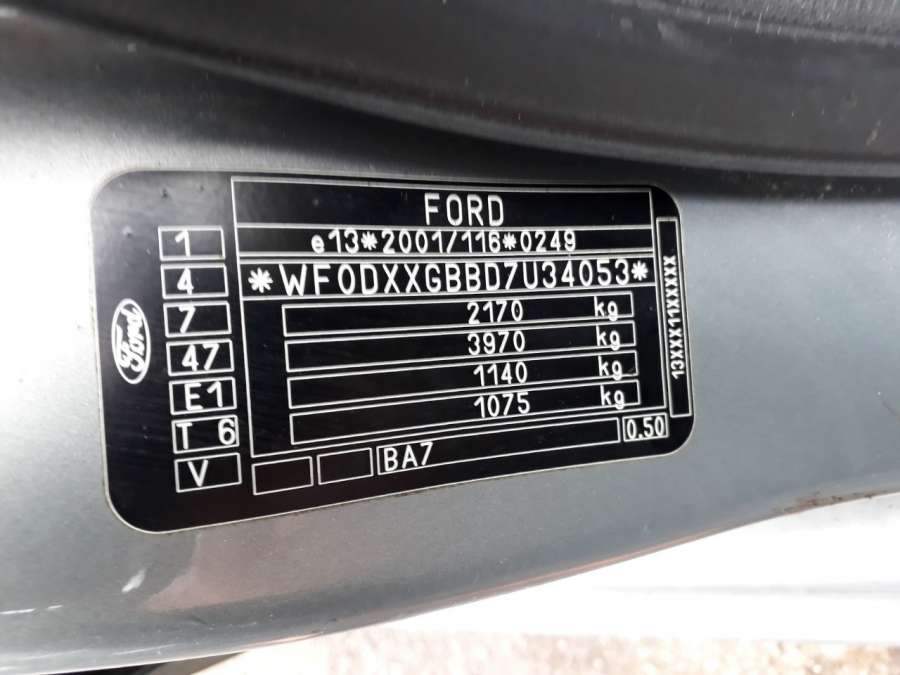 FORD
e13*2001/116*0249
*WF0DXXGBBD7U34053*
2170 kg
3970 kg
1140 kg
1075 kg
BA7
0.50
1
4
7
47
E1
T 6
V
Ford
13XXX11XXXXX